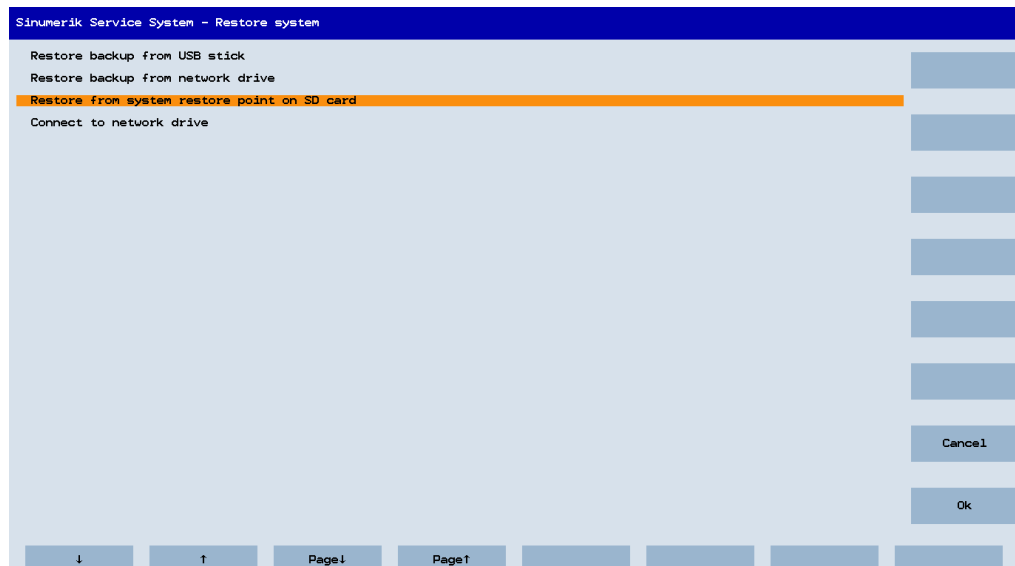 Sinumerik Service System - Restore system
Restore backup from USB stick
Restore backup from network drive
Restore from system restore point on SD card
Connect to network drive
Cancel
Ok
↓ ↑ Page↓ Page↑